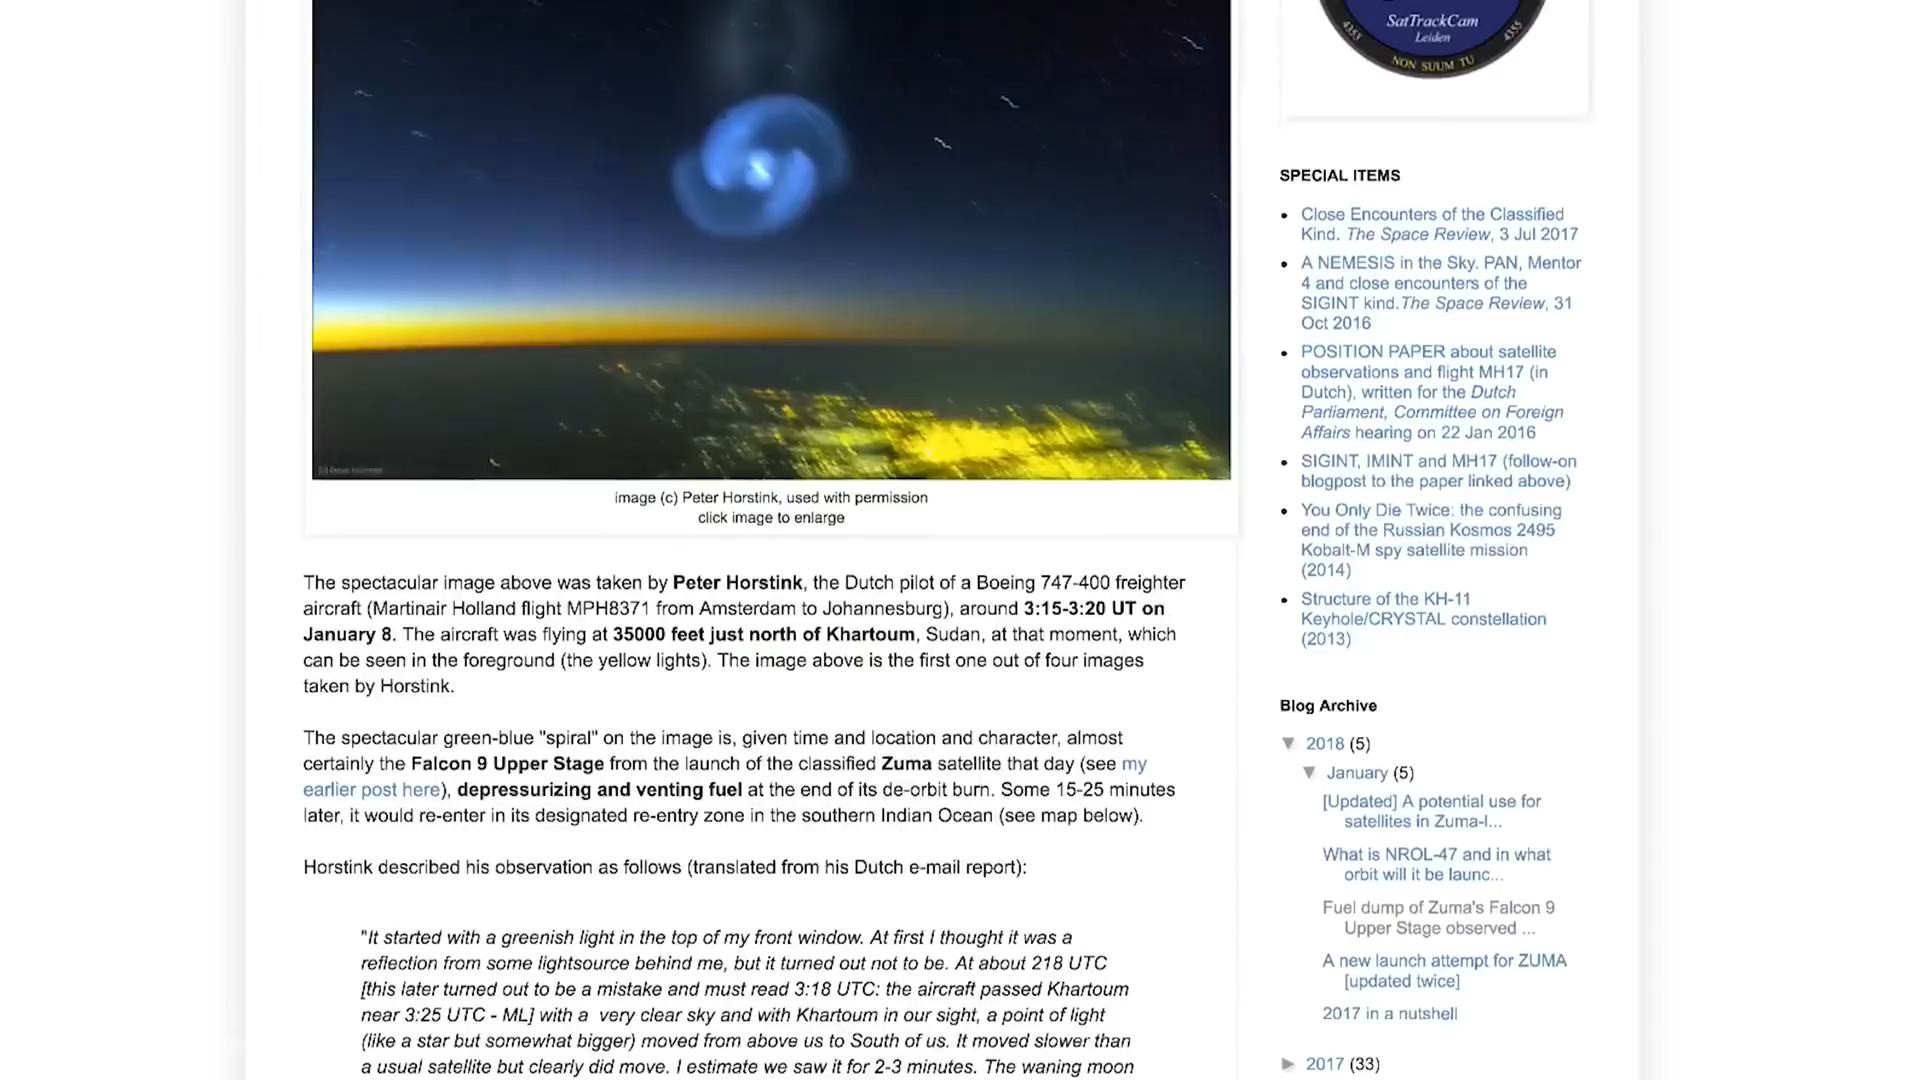 SatTrackCam
Leiden
4353
4355
NON SUUM TU
image (c) Peter Horstink, used with permission
click image to enlarge
The spectacular image above was taken by Peter Horstink, the Dutch pilot of a Boeing 747-400 freighter
aircraft (Martinair Holland flight MPH8371 from Amsterdam to Johannesburg), around 3:15-3:20 UT on
January 8. The aircraft was flying at 35000 feet just north of Khartoum, Sudan, at that moment, which
can be seen in the foreground (the yellow lights). The image above is the first one out of four images
taken by Horstink.
The spectacular green-blue "spiral" on the image is, given time and location and character, almost
certainly the Falcon 9 Upper Stage from the launch of the classified Zuma satellite that day (see my
earlier post here), depressurizing and venting fuel at the end of its de-orbit burn. Some 15-25 minutes
later, it would re-enter in its designated re-entry zone in the southern Indian Ocean (see map below).
Horstink described his observation as follows (translated from his Dutch e-mail report):
"It started with a greenish light in the top of my front window. At first I thought it was a
reflection from some lightsource behind me, but it turned out not to be. At about 218 UTC
[this later turned out to be a mistake and must read 3:18 UTC: the aircraft passed Khartoum
near 3:25 UTC - ML] with a very clear sky and with Khartoum in our sight, a point of light
(like a star but somewhat bigger) moved from above us to South of us. It moved slower than
a usual satellite but clearly did move. I estimate we saw it for 2-3 minutes. The waning moon
SPECIAL ITEMS
Close Encounters of the Classified
Kind. The Space Review, 3 Jul 2017
A NEMESIS in the Sky. PAN, Mentor
4 and close encounters of the
SIGINT kind.The Space Review, 31
Oct 2016
POSITION PAPER about satellite
observations and flight MH17 (in
Dutch), written for the Dutch
Parliament, Committee on Foreign
Affairs hearing on 22 Jan 2016
SIGINT, IMINT and MH17 (follow-on
blogpost to the paper linked above)
You Only Die Twice: the confusing
end of the Russian Kosmos 2495
Kobalt-M spy satellite mission
(2014)
Structure of the KH-11
Keyhole/CRYSTAL constellation
(2013)
Blog Archive
▼ 2018 (5)
▼ January (5)
[Updated] A potential use for
satellites in Zuma-l...
What is NROL-47 and in what
orbit will it be launc...
Fuel dump of Zuma's Falcon 9
Upper Stage observed ...
A new launch attempt for ZUMA
[updated twice]
2017 in a nutshell
► 2017 (33)